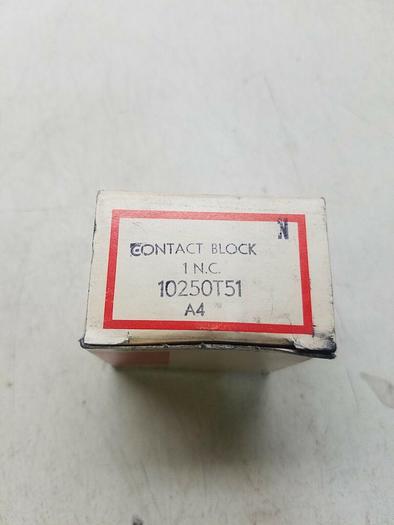 N
CONTACT BLOCK
1 N.C.
10250T51
A4